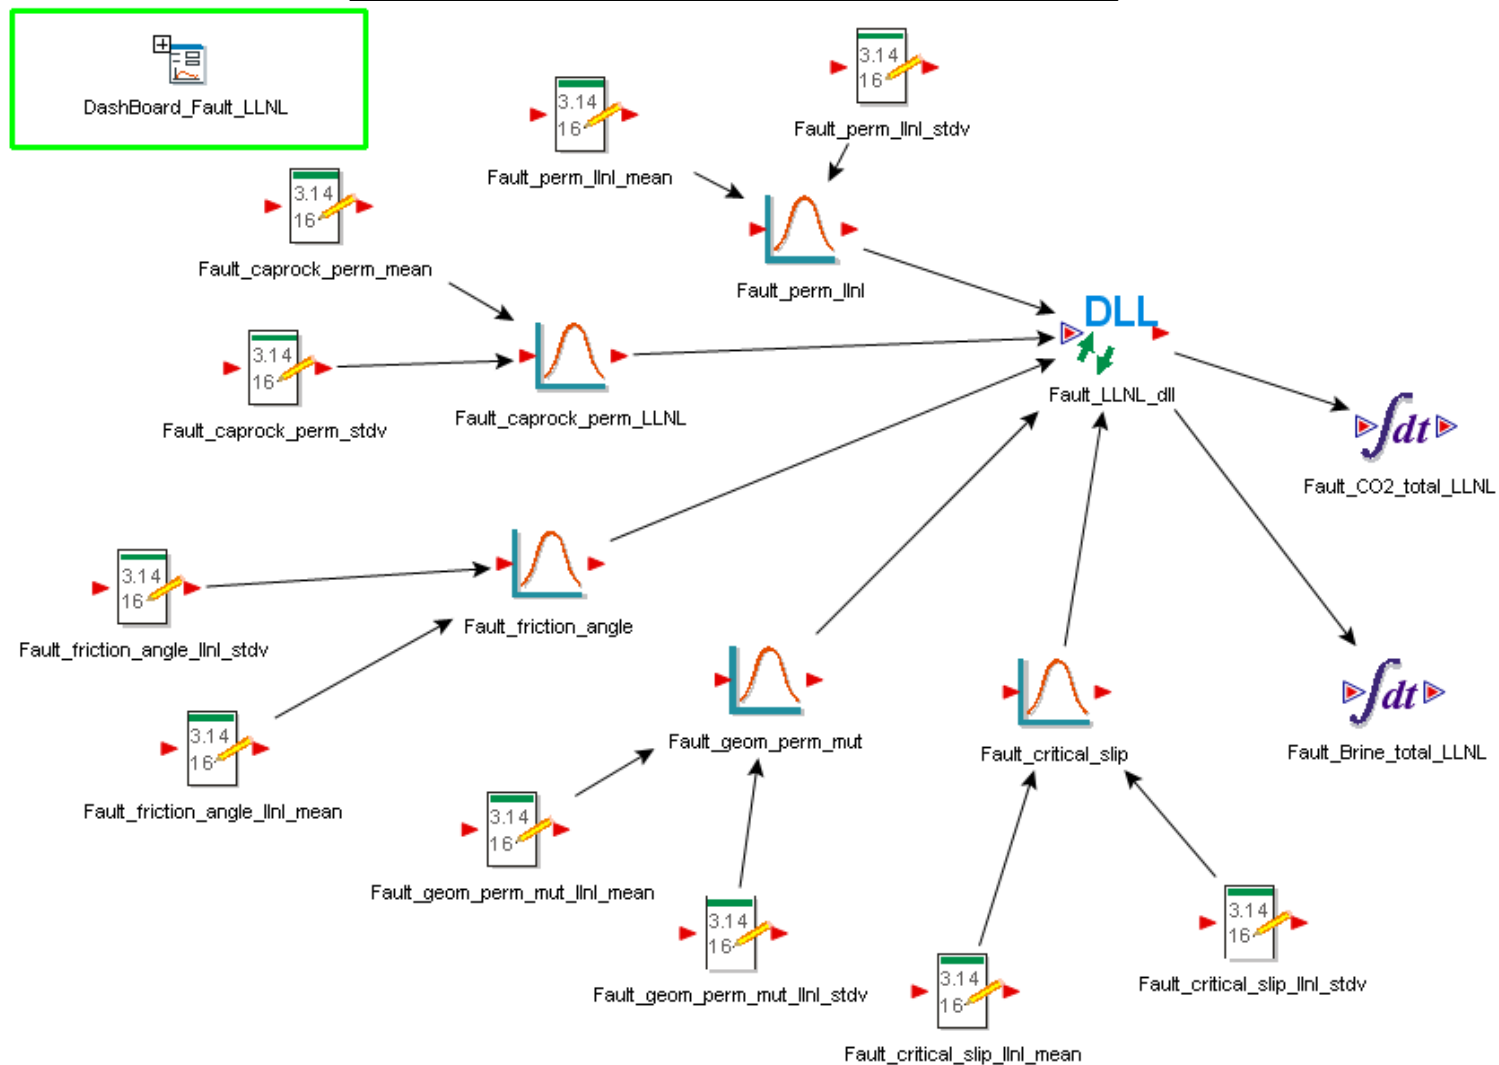 DashBoard_Fault_LLNL
3.14
16
Fault_perm_llnl_stdv
3.14
16
Fault_perm_llnl_mean
3.14
16
Fault_caprock_perm_mean
Fault_perm_llnl
DLL
Fault_LLNL_dll
3.14
16
Fault_caprock_perm_stdv
Fault_caprock_perm_LLNL
∫dt
Fault_CO2_total_LLNL
3.14
16
Fault_friction_angle_llnl_stdv
Fault_friction_angle
3.14
16
Fault_friction_angle_llnl_mean
Fault_geom_perm_mut
Fault_critical_slip
∫dt
Fault_Brine_total_LLNL
3.14
16
Fault_geom_perm_mut_llnl_mean
3.14
16
Fault_geom_perm_mut_llnl_stdv
3.14
16
Fault_critical_slip_llnl_stdv
3.14
16
Fault_critical_slip_llnl_mean